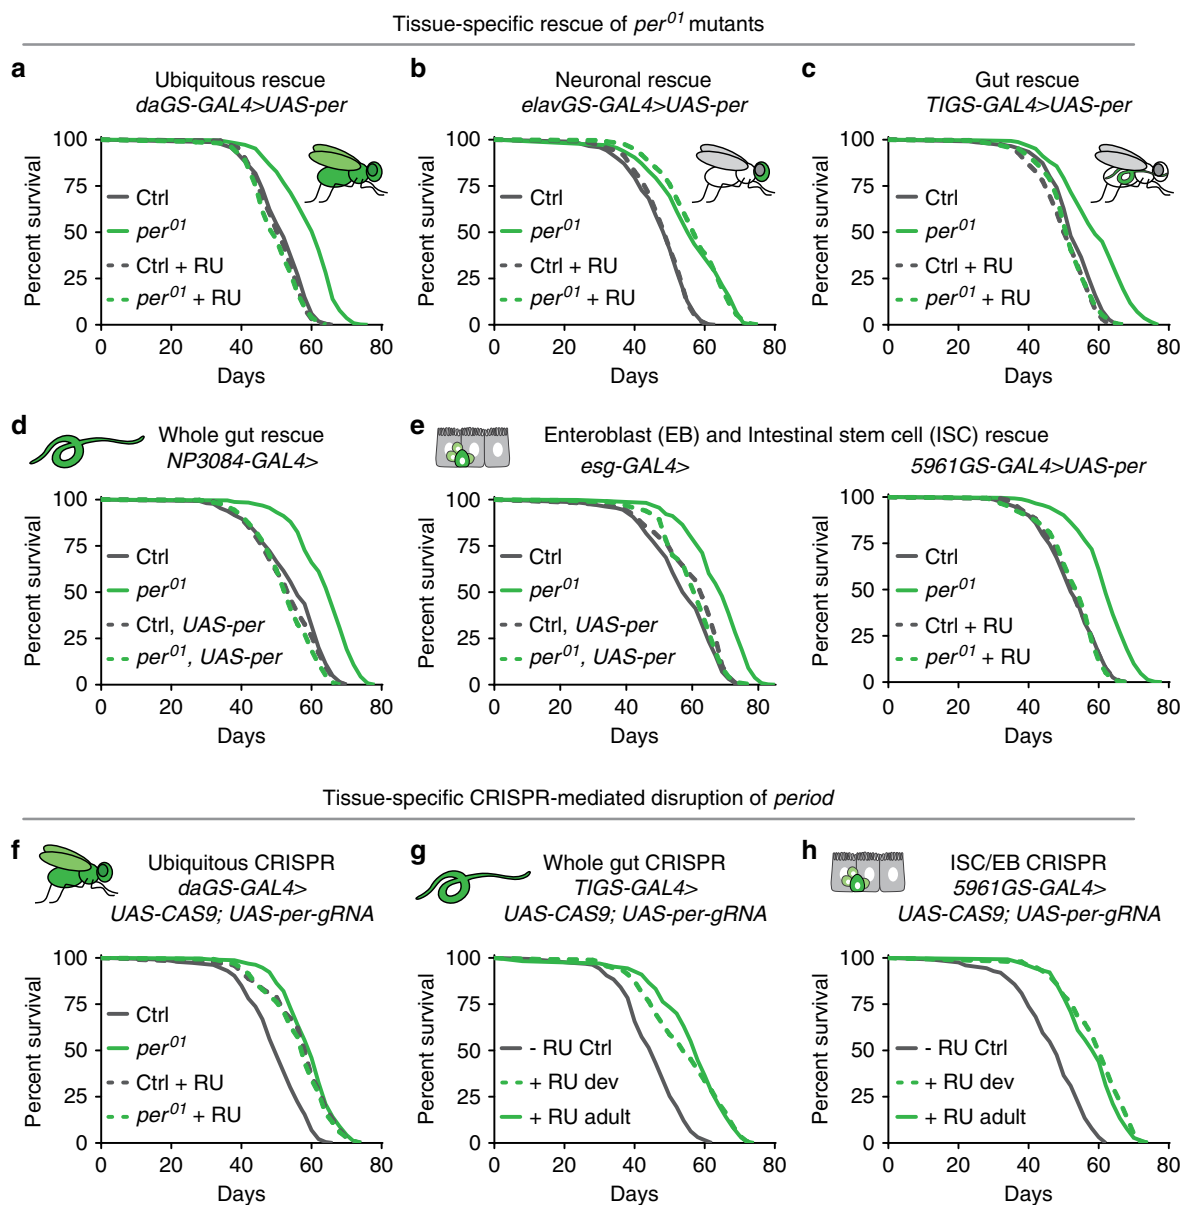 Tissue-specific rescue of per01 mutants
a
Ubiquitous rescue
daGS-GAL4>UAS-per
Percent survival
100
75
50
25
0
Ctrl
per01
Ctrl + RU
per01 + RU
0 20 40 60 80
Days
b
Neuronal rescue
elavGS-GAL4>UAS-per
Percent survival
100
75
50
25
0
Ctrl
per01
Ctrl + RU
per01 + RU
0 20 40 60 80
Days
c
Gut rescue
TIGS-GAL4>UAS-per
Percent survival
100
75
50
25
0
Ctrl
per01
Ctrl + RU
per01 + RU
0 20 40 60 80
Days
d
Whole gut rescue
NP3084-GAL4>
Percent survival
100
75
50
25
0
Ctrl
per01
Ctrl, UAS-per
per01, UAS-per
0 20 40 60 80
Days
e
Enteroblast (EB) and Intestinal stem cell (ISC) rescue
esg-GAL4>
Percent survival
100
75
50
25
0
Ctrl
per01
Ctrl, UAS-per
per01, UAS-per
0 20 40 60 80
Days
5961GS-GAL4>UAS-per
Percent survival
100
75
50
25
0
Ctrl
per01
Ctrl + RU
per01 + RU
0 20 40 60 80
Days
Tissue-specific CRISPR-mediated disruption of period
f
Ubiquitous CRISPR
daGS-GAL4>
UAS-CAS9; UAS-per-gRNA
Percent survival
100
75
50
25
0
Ctrl
per01
Ctrl + RU
per01 + RU
0 20 40 60 80
Days
g
Whole gut CRISPR
TIGS-GAL4>
UAS-CAS9; UAS-per-gRNA
Percent survival
100
75
50
25
0
- RU Ctrl
+ RU dev
+ RU adult
0 20 40 60 80
Days
h
ISC/EB CRISPR
5961GS-GAL4>
UAS-CAS9; UAS-per-gRNA
Percent survival
100
75
50
25
0
- RU Ctrl
+ RU dev
+ RU adult
0 20 40 60 80
Days